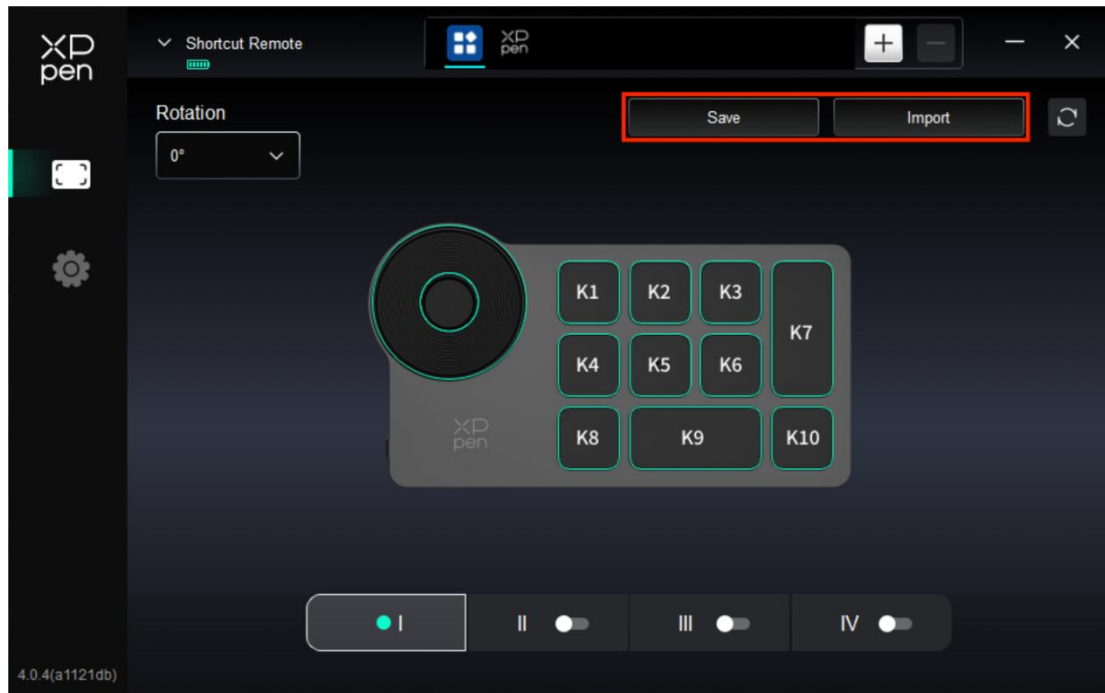 XP
pen
Shortcut Remote
XP
pen
Rotation
Save
Import
0°
K1
K2
K3
K7
K4
K5
K6
XP
pen
K8
K9
K10
I
II
III
IV
4.0.4(a1121db)